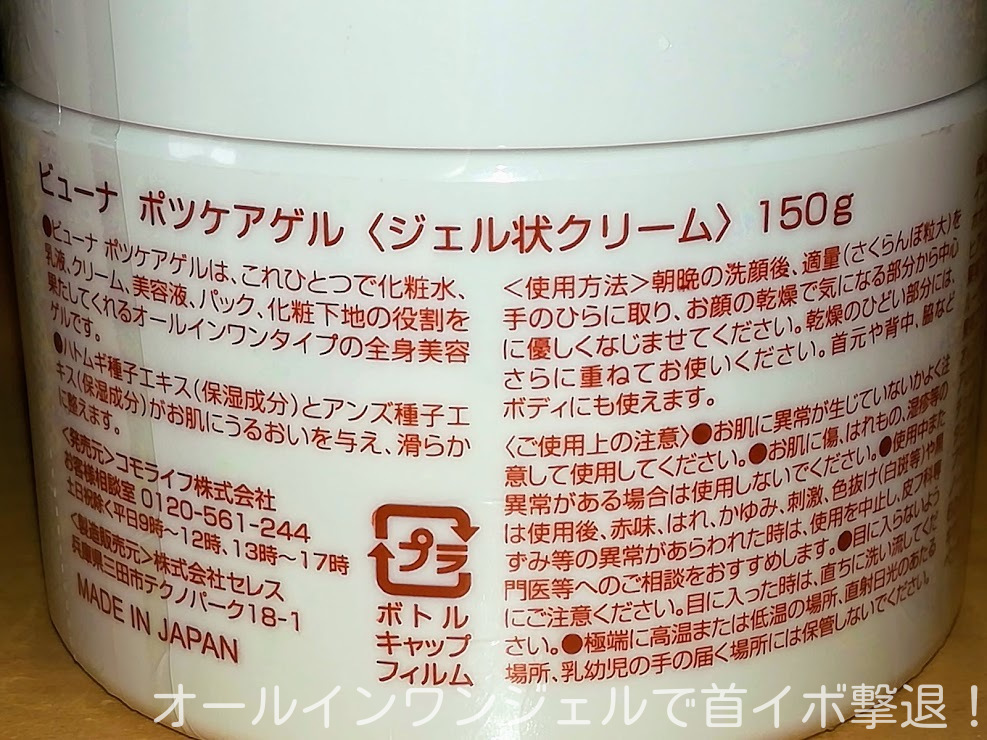 ビューナ ポツケアゲル〈ジェル状クリーム〉150g
●ビューナ ポツケアゲルは、これひとつで化粧水、
乳液、クリーム、美容液、パック、化粧下地の役割を
果たしてくれるオールインワンタイプの全身美容
ゲルです。
●ハトムギ種子エキス(保湿成分)とアンズ種子エ
キス(保湿成分)がお肌にうるおいを与え、滑らか
に整えます。
<発売元>コモライフ株式会社
お客様相談室 0120-561-244
土日祝除く平日9時〜12時、13時〜17時
<製造販売元>株式会社セレス
兵庫県三田市テクノパーク18-1
MADE IN JAPAN
プラ
ボトル
キャップ
フィルム
<使用方法>朝晩の洗顔後、適量(さくらんぼ粒大)を
手のひらに取り、お顔の乾燥で気になる部分から中心
に優しくなじませてください。乾燥のひどい部分には、
さらに重ねてお使いください。首元や背中、脇など
ボディにも使えます。
〈ご使用上の注意〉●お肌に異常が生じていないかよく注
意して使用してください。●お肌に傷、はれもの、湿疹等の
異常がある場合は使用しないでください。●使用中また
は使用後、赤味、はれ、かゆみ、刺激、色抜け(白斑等)や黒
ずみ等の異常があらわれた時は、使用を中止し、皮フ科専
門医等へのご相談をおすすめします。●目に入らないよう
にご注意ください。目に入った時は、直ちに洗い流してくだ
さい。●極端に高温または低温の場所、直射日光のあたる
場所、乳幼児の手の届く場所には保管しないでください。
オールインワンジェルで首イボ撃退！